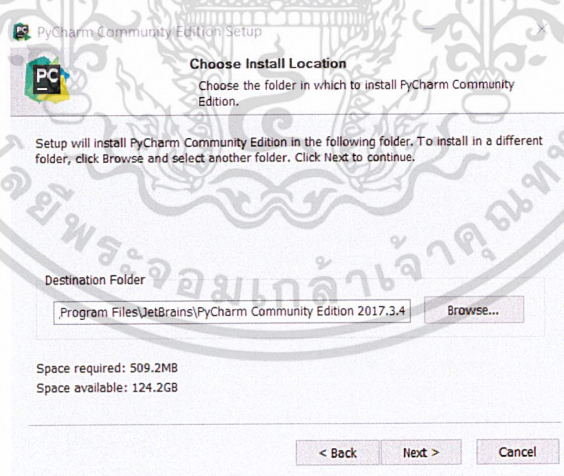 PyCharm Community Edition Setup
PC
Choose Install Location
Choose the folder in which to install PyCharm Community
Edition.
Setup will install PyCharm Community Edition in the following folder. To install in a different
folder, click Browse and select another folder. Click Next to continue.
Destination Folder
Program Files\JetBrains\PyCharm Community Edition 2017.3.4
Browse...
Space required: 509.2MB
Space available: 124.2GB
< Back
Next >
Cancel